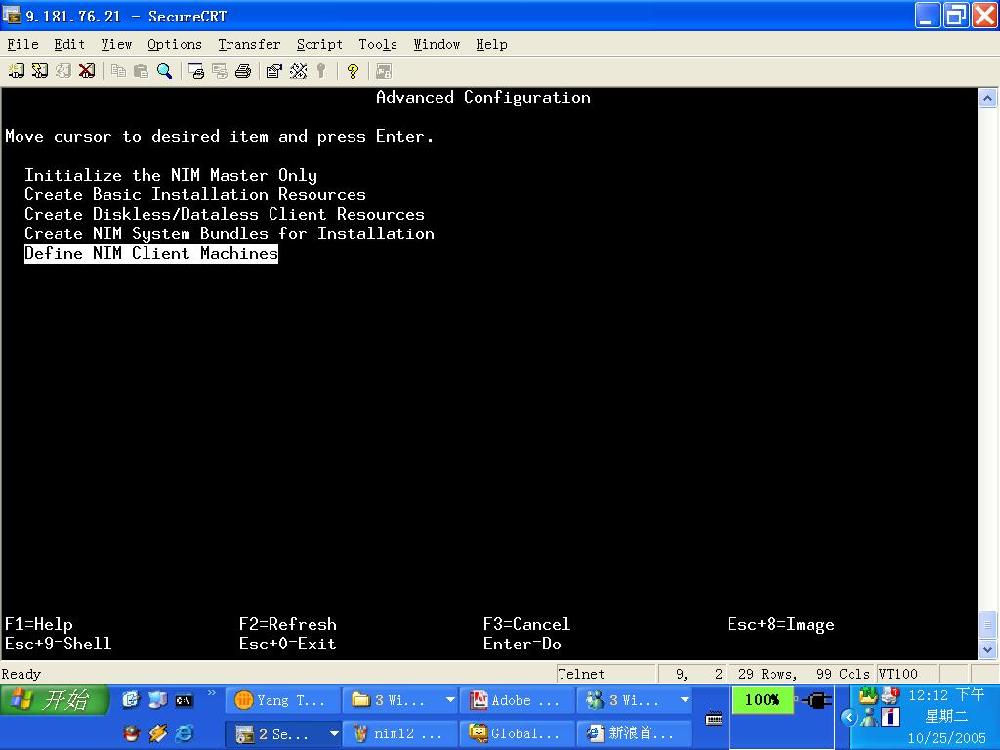 9.181.76.21 - SecureCRT
File Edit View Options Transfer Script Tools Window Help
Advanced Configuration
Move cursor to desired item and press Enter.
Initialize the NIM Master Only
Create Basic Installation Resources
Create Diskless/Dataless Client Resources
Create NIM System Bundles for Installation
Define NIM Client Machines
F1=Help F2=Refresh F3=Cancel Esc+8=Image
Esc+9=Shell Esc+0=Exit Enter=Do
Ready Telnet 9, 2 29 Rows, 99 Cols VT100
开始 Yang T... 3 Wi... Adobe ... 3 Wi... 100% 12:12 下午
星期二
2 Se... nim12 ... Global... 新浪首... 10/25/2005